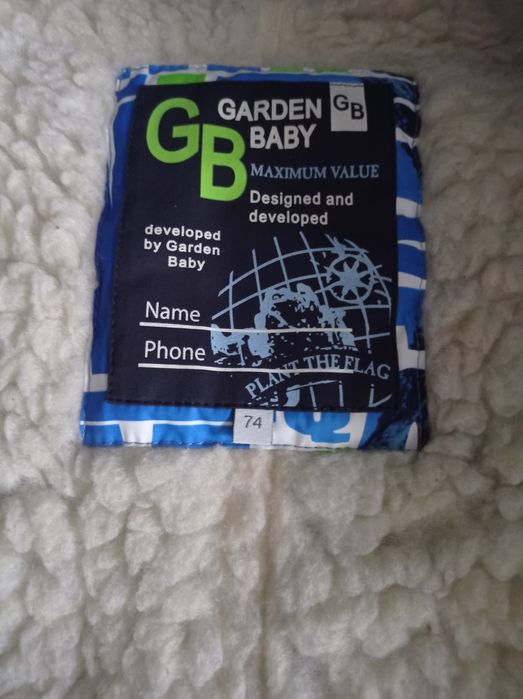 GB
GARDEN
BABY
GB
MAXIMUM VALUE
Designed and
developed
developed
by Garden
Baby
Name
Phone
PLANT THE FLAG
74